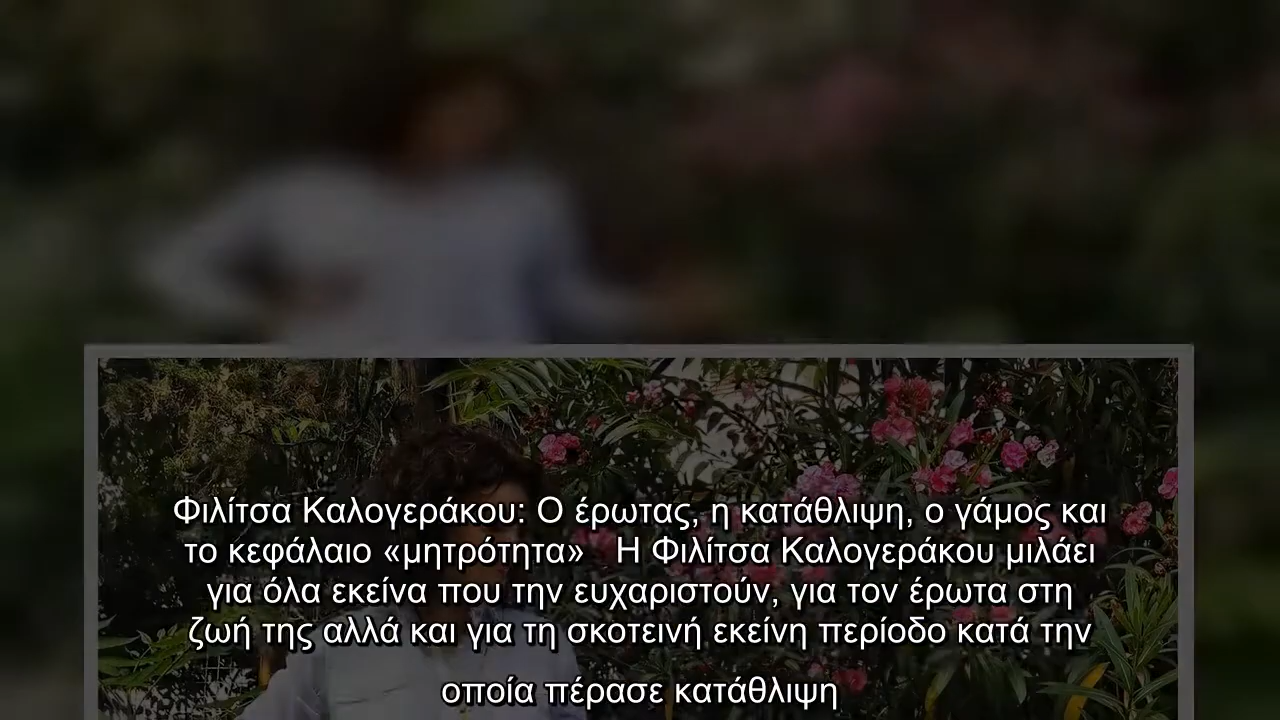 Φιλίτσα Καλογεράκου: Ο έρωτας, η κατάθλιψη, ο γάμος και
το κεφάλαιο «μητρότητα»   Η Φιλίτσα Καλογεράκου μιλάει
για όλα εκείνα που την ευχαριστούν, για τον έρωτα στη
ζωή της αλλά και για τη σκοτεινή εκείνη περίοδο κατά την
οποία πέρασε κατάθλιψη